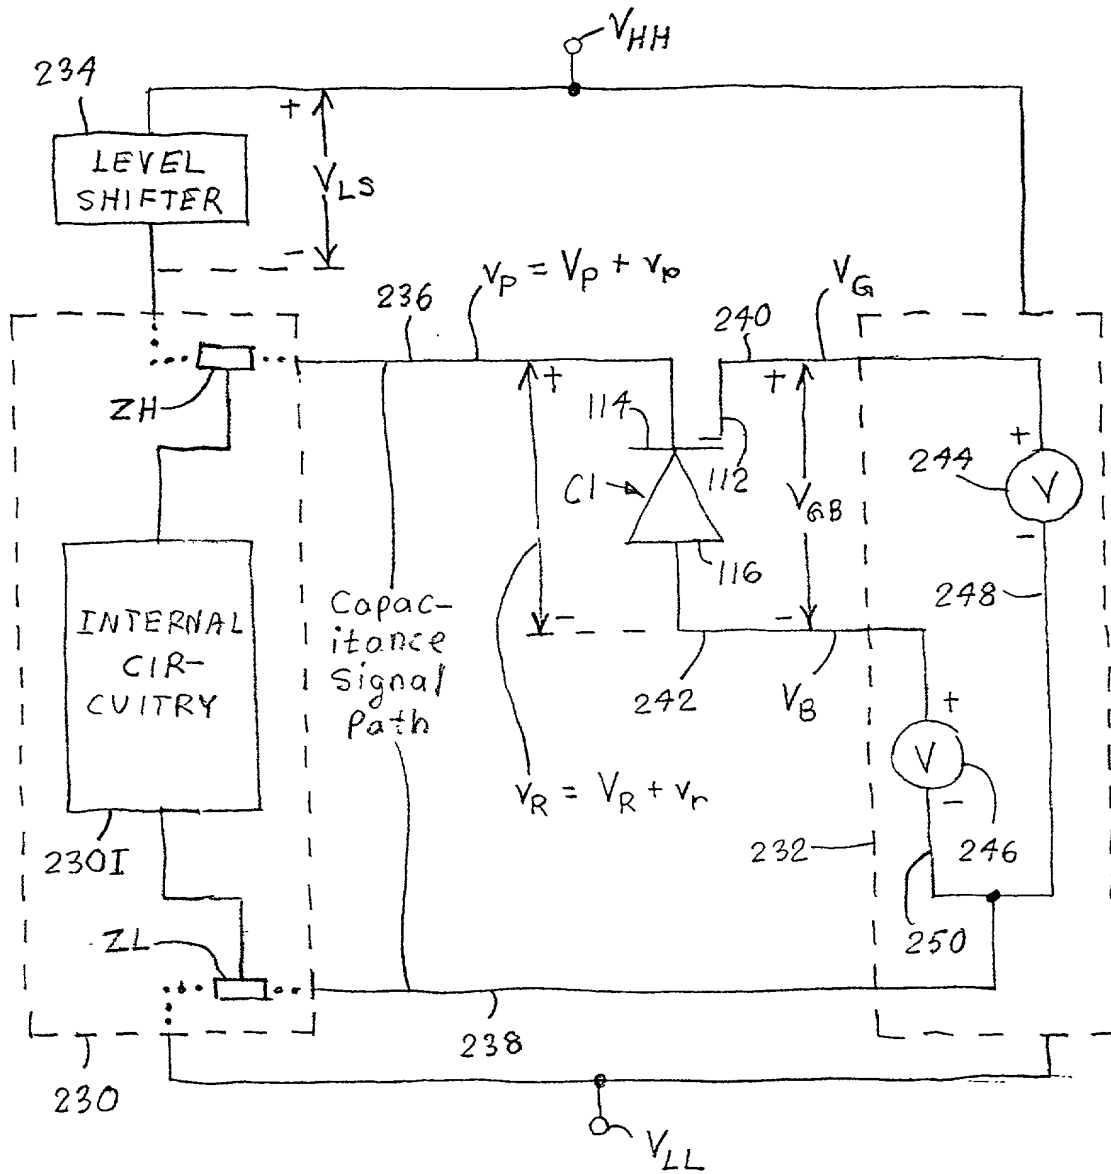 V_HH
234
+
LEVEL
SHIFTER
V_LS
−
v_P = V_P + v_p
V_G
236
240
ZH
+
+
114
+
244
V
−
112
C1
V_GB
−
116
248
INTERNAL
CIR-
CUITRY
Capac-
itance
Signal
Path
−
−
242
V_B
+
V
−
v_R = V_R + v_r
230I
232
246
ZL
250
238
230
V_LL